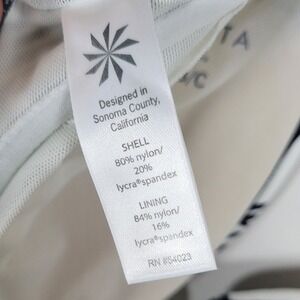 Designed in
Sonoma County,
California
SHELL
80% nylon/
20%
lycra®spandex
LINING
84% nylon/
16%
lycra®spandex
RN #54023
TA
/C